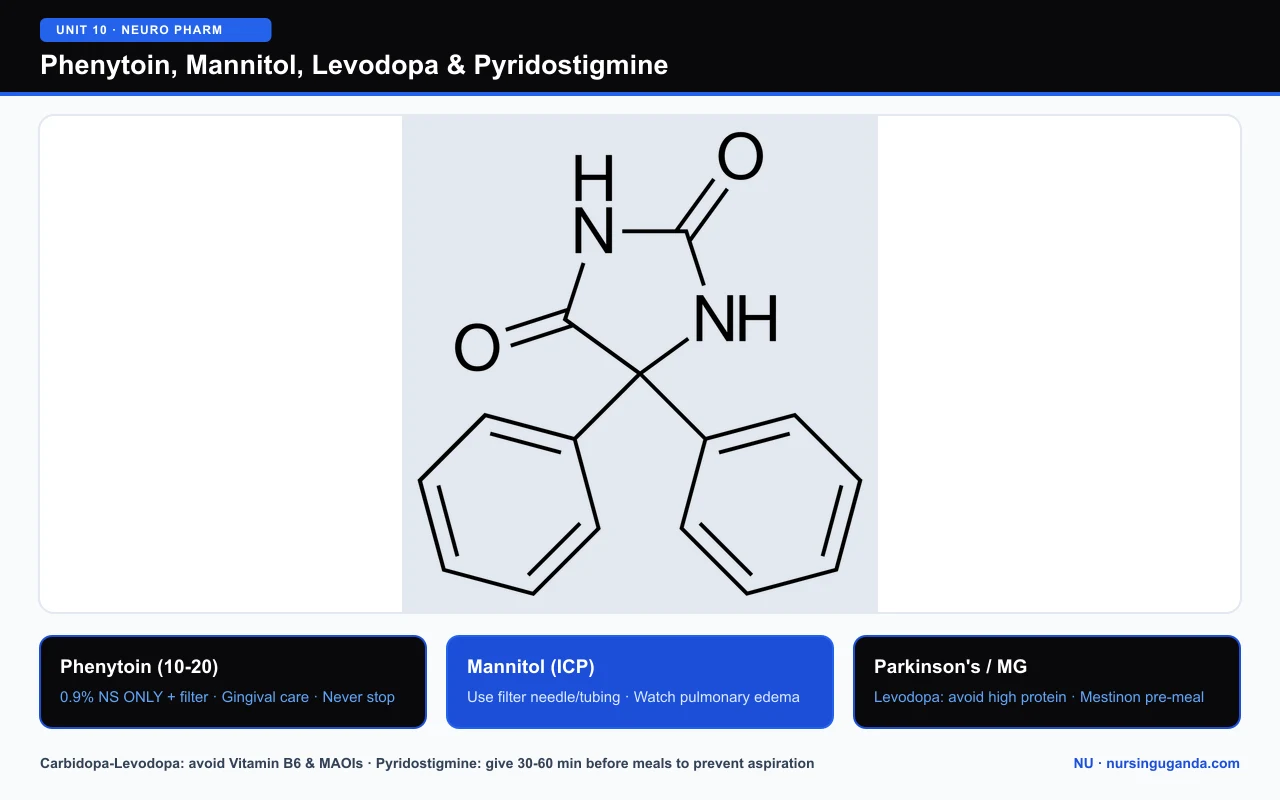 UNIT 10 · NEURO PHARM
Phenytoin, Mannitol, Levodopa & Pyridostigmine
O
H
N
NH
O
Phenytoin (10-20)
0.9% NS ONLY + filter · Gingival care · Never stop
Mannitol (ICP)
Use filter needle/tubing · Watch pulmonary edema
Parkinson's / MG
Levodopa: avoid high protein · Mestinon pre-meal
Carbidopa-Levodopa: avoid Vitamin B6 & MAOIs · Pyridostigmine: give 30-60 min before meals to prevent aspiration
NU · nursinguganda.com